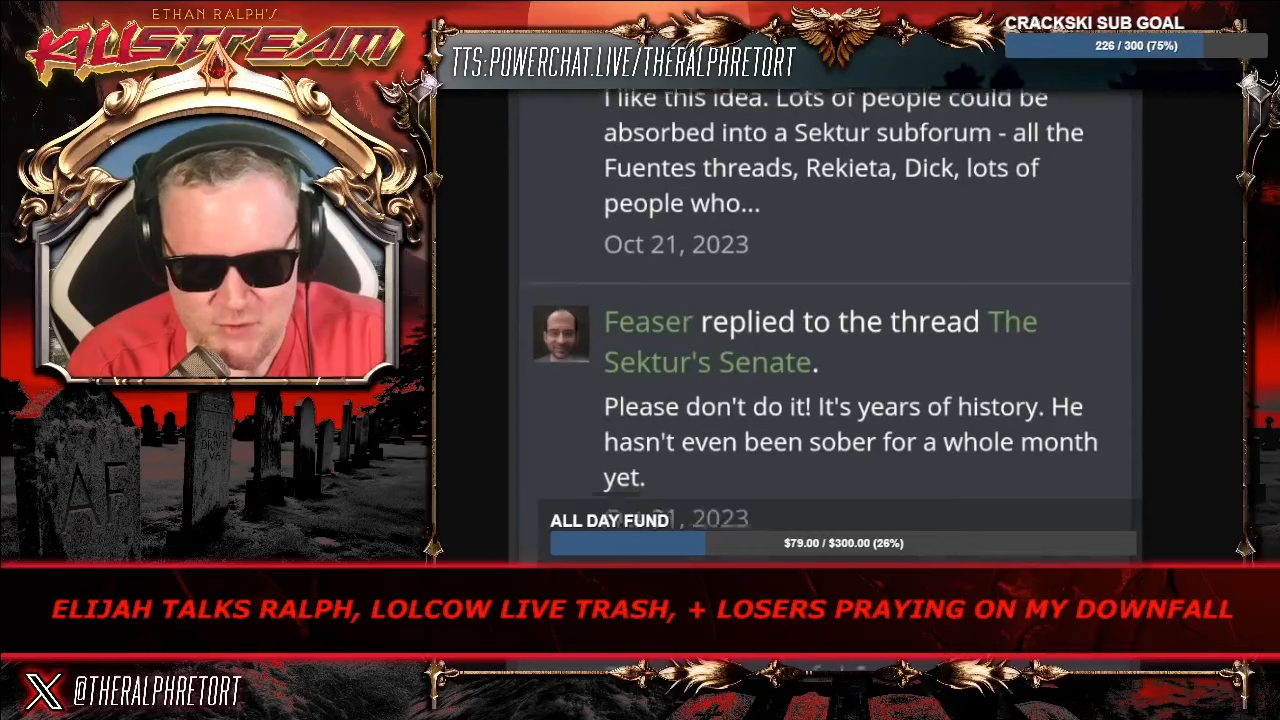 ETHAN RALPH'S
KILLSTREAM
TTS:POWERCHAT.LIVE/THERALPHRETORT
CRACKSKI SUB GOAL
226 / 300 (75%)
I like this idea. Lots of people could be
absorbed into a Sektur subforum - all the
Fuentes threads, Rekieta, Dick, lots of
people who...
Oct 21, 2023
Feaser replied to the thread The
Sektur's Senate.
Please don't do it! It's years of history. He
hasn't even been sober for a whole month
yet.
21, 2023
ALL DAY FUND
$79.00 / $300.00 (26%)
AF
DEATH
ELIJAH TALKS RALPH, LOLCOW LIVE TRASH, + LOSERS PRAYING ON MY DOWNFALL
X @THERALPHRETORT